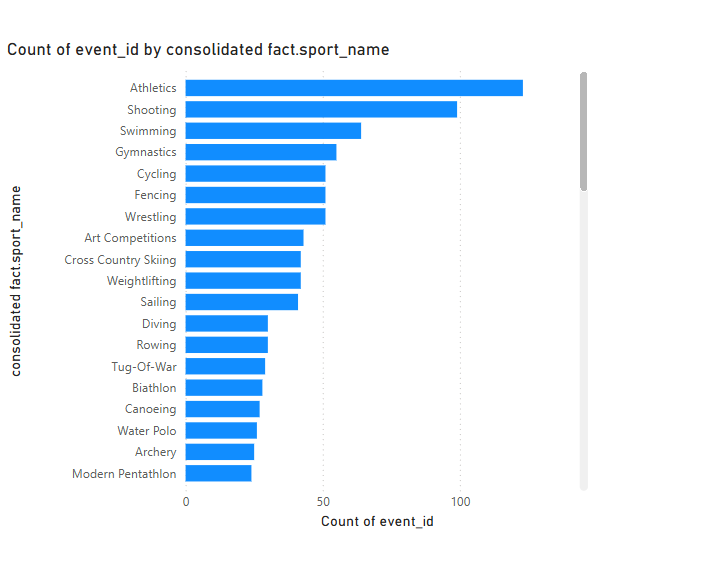 Count of event_id by consolidated fact.sport_name
consolidated fact.sport_name
Athletics
Shooting
Swimming
Gymnastics
Cycling
Fencing
Wrestling
Art Competitions
Cross Country Skiing
Weightlifting
Sailing
Diving
Rowing
Tug-Of-War
Biathlon
Canoeing
Water Polo
Archery
Modern Pentathlon
0 50 100
Count of event_id